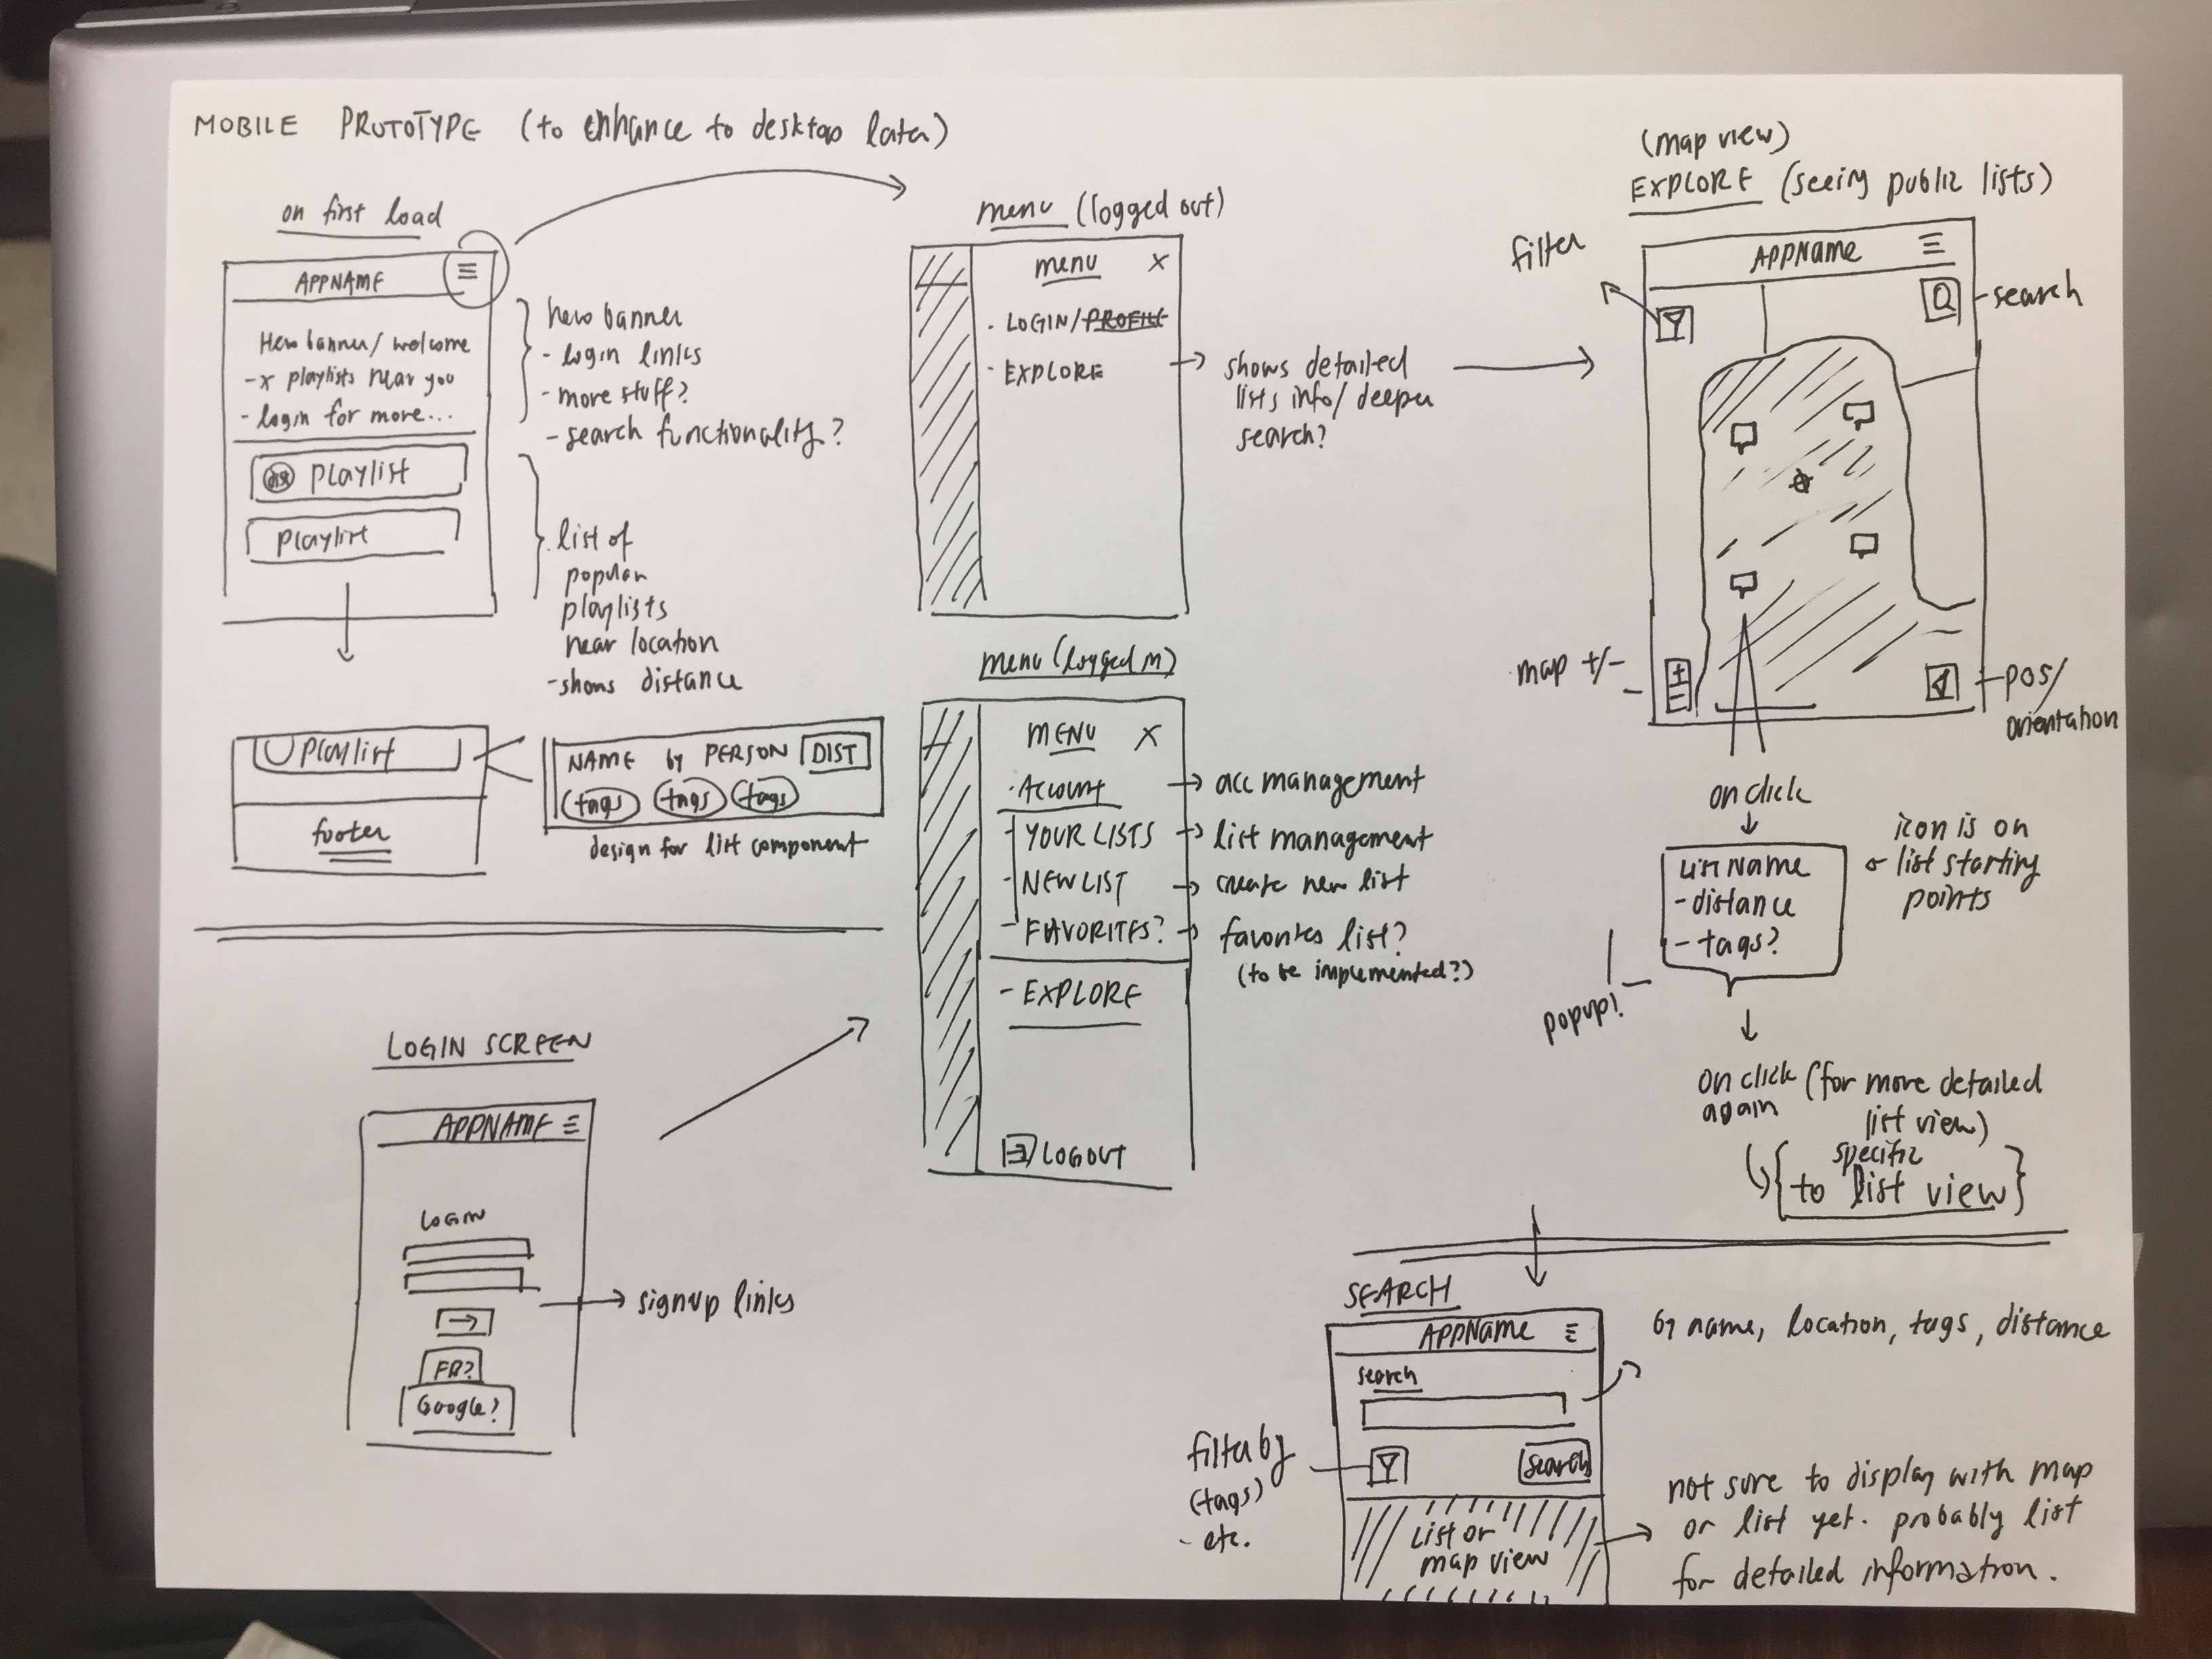 MOBILE PROTOTYPE (to enhance to desktop later)
on first load
APPNAME
Hero banner/ welcome
- x playlists near you
- login for more...
dist playlist
playlist
hero banner
- login links
- more stuff?
- search functionality?
list of
popular
playlists
near location
- shows distance
playlist
footer
NAME by PERSON DIST
tags tags tags
design for list component
LOGIN SCREEN
APPNAME
LOGIN
→
FB?
Google?
signup links
menu (logged out)
menu X
· LOGIN/PROFILE
· EXPLORE
shows detailed
lists info/ deeper
search?
menu (logged in)
MENU X
· ACCOUNT
- YOUR LISTS
- NEW LIST
- FAVORITES?
- EXPLORE
LOGOUT
acc management
list management
create new list
favorites list?
(to be implemented?)
(map view)
EXPLORE (seeing public lists)
filter
APPNAME
search
map +/-
+
-
pos/
orientation
on click
LIST NAME
- distance
- tags?
icon is on
list starting
points
popup!
on click (for more detailed
again list view)
specific
to list view
SEARCH
APPNAME
search
search
by name, location, tags, distance
filter by
(tags)
- etc.
list or
map view
not sure to display with map
or list yet. probably list
for detailed information.